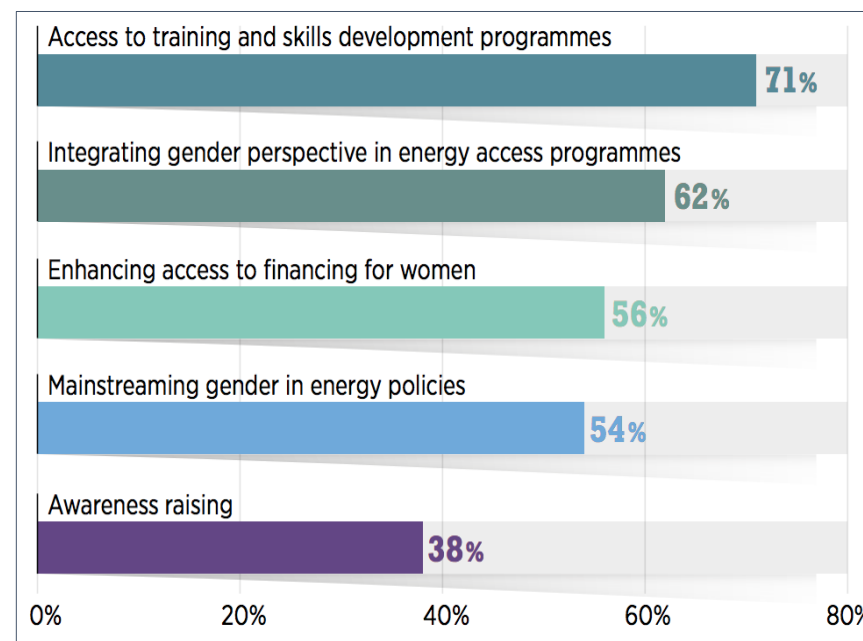 Access to training and skills development programmes
71%
Integrating gender perspective in energy access programmes
62%
Enhancing access to financing for women
56%
Mainstreaming gender in energy policies
54%
Awareness raising
38%
0% 20% 40% 60% 80%